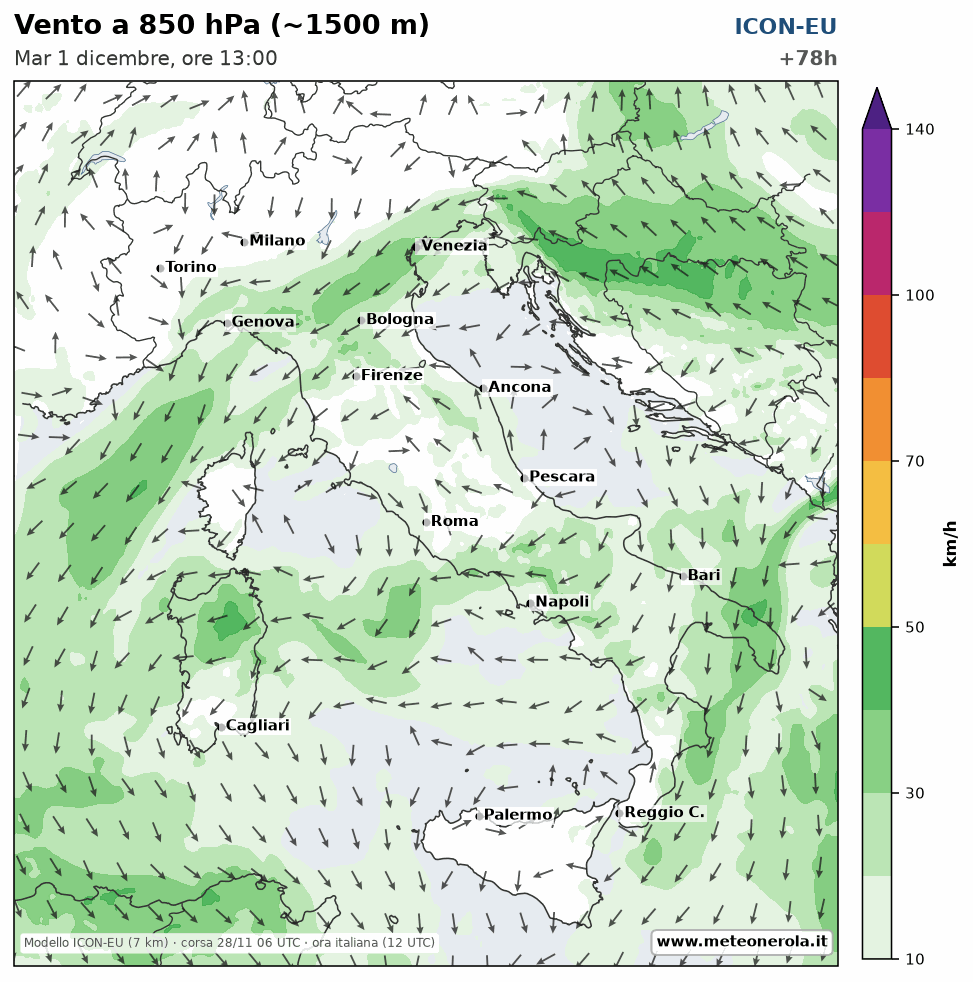 Vento a 850 hPa (~1500 m)
ICON-EU
Mar 1 dicembre, ore 13:00
+78h
140
Milano
Venezia
Torino
100
Genova
Bologna
Firenze
Ancona
70
Pescara
Roma
km/h
Bari
Napoli
50
Cagliari
30
Palermo
Reggio C.
Modello ICON-EU (7 km) · corsa 28/11 06 UTC · ora italiana (12 UTC)
www.meteonerola.it
10